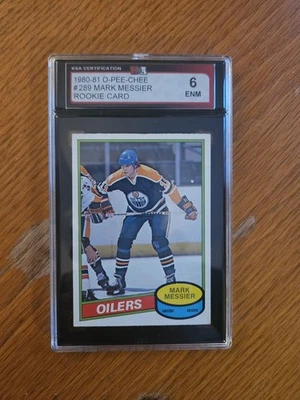 KSA CERTIFICATION
1980-81 O-PEE-CHEE
#289 MARK MESSIER
ROOKIE CARD
6
ENM
OILERS
MARK
MESSIER